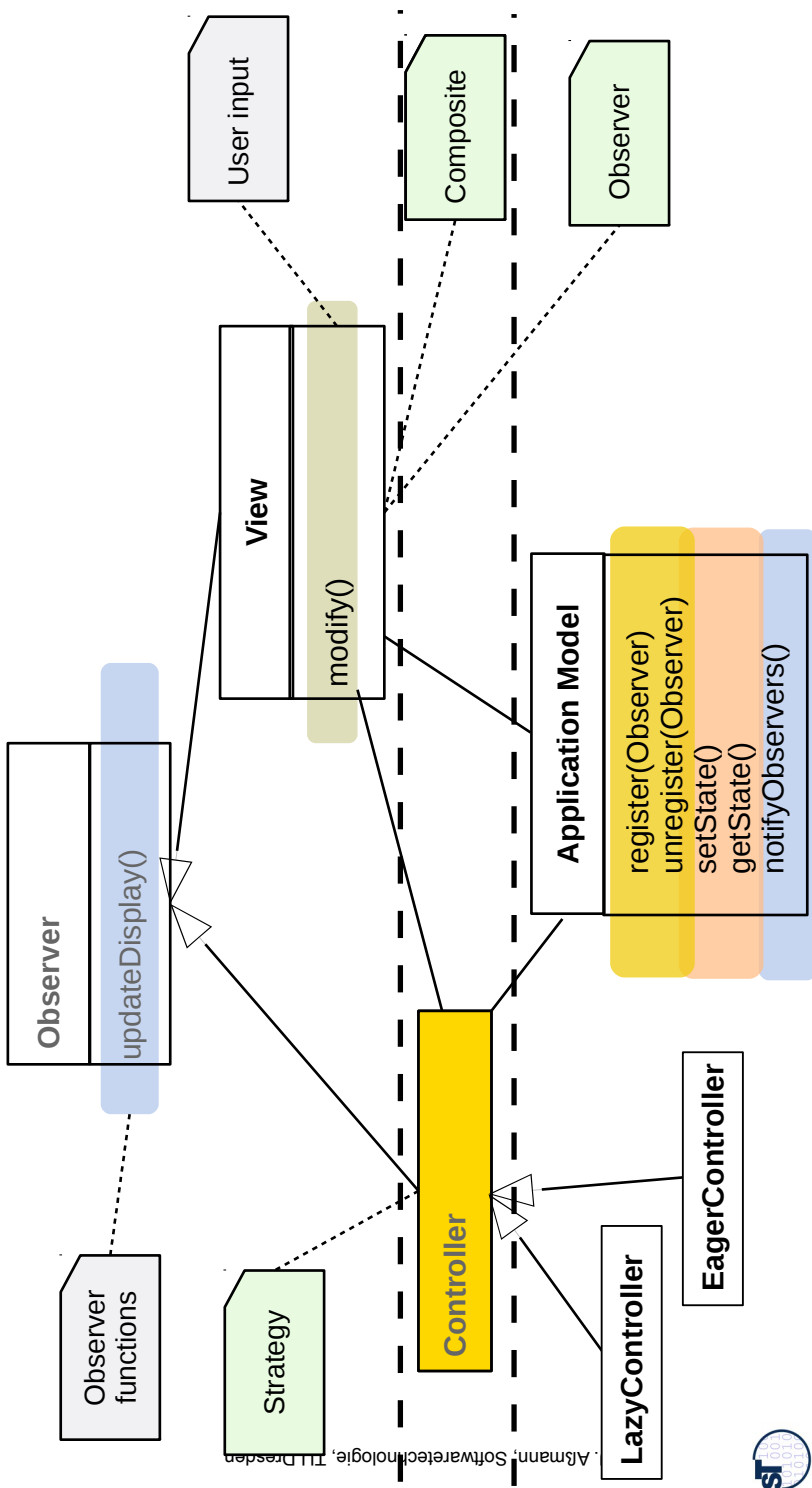 Observer
functions
Observer
updateDisplay()
Strategy
View
modify()
User input
Controller
Composite
Observer
Application Model
register(Observer)
unregister(Observer)
setState()
getState()
notifyObservers()
LazyController
EagerController
Aßmann, Softwaretechnologie, TU Dresden
ST